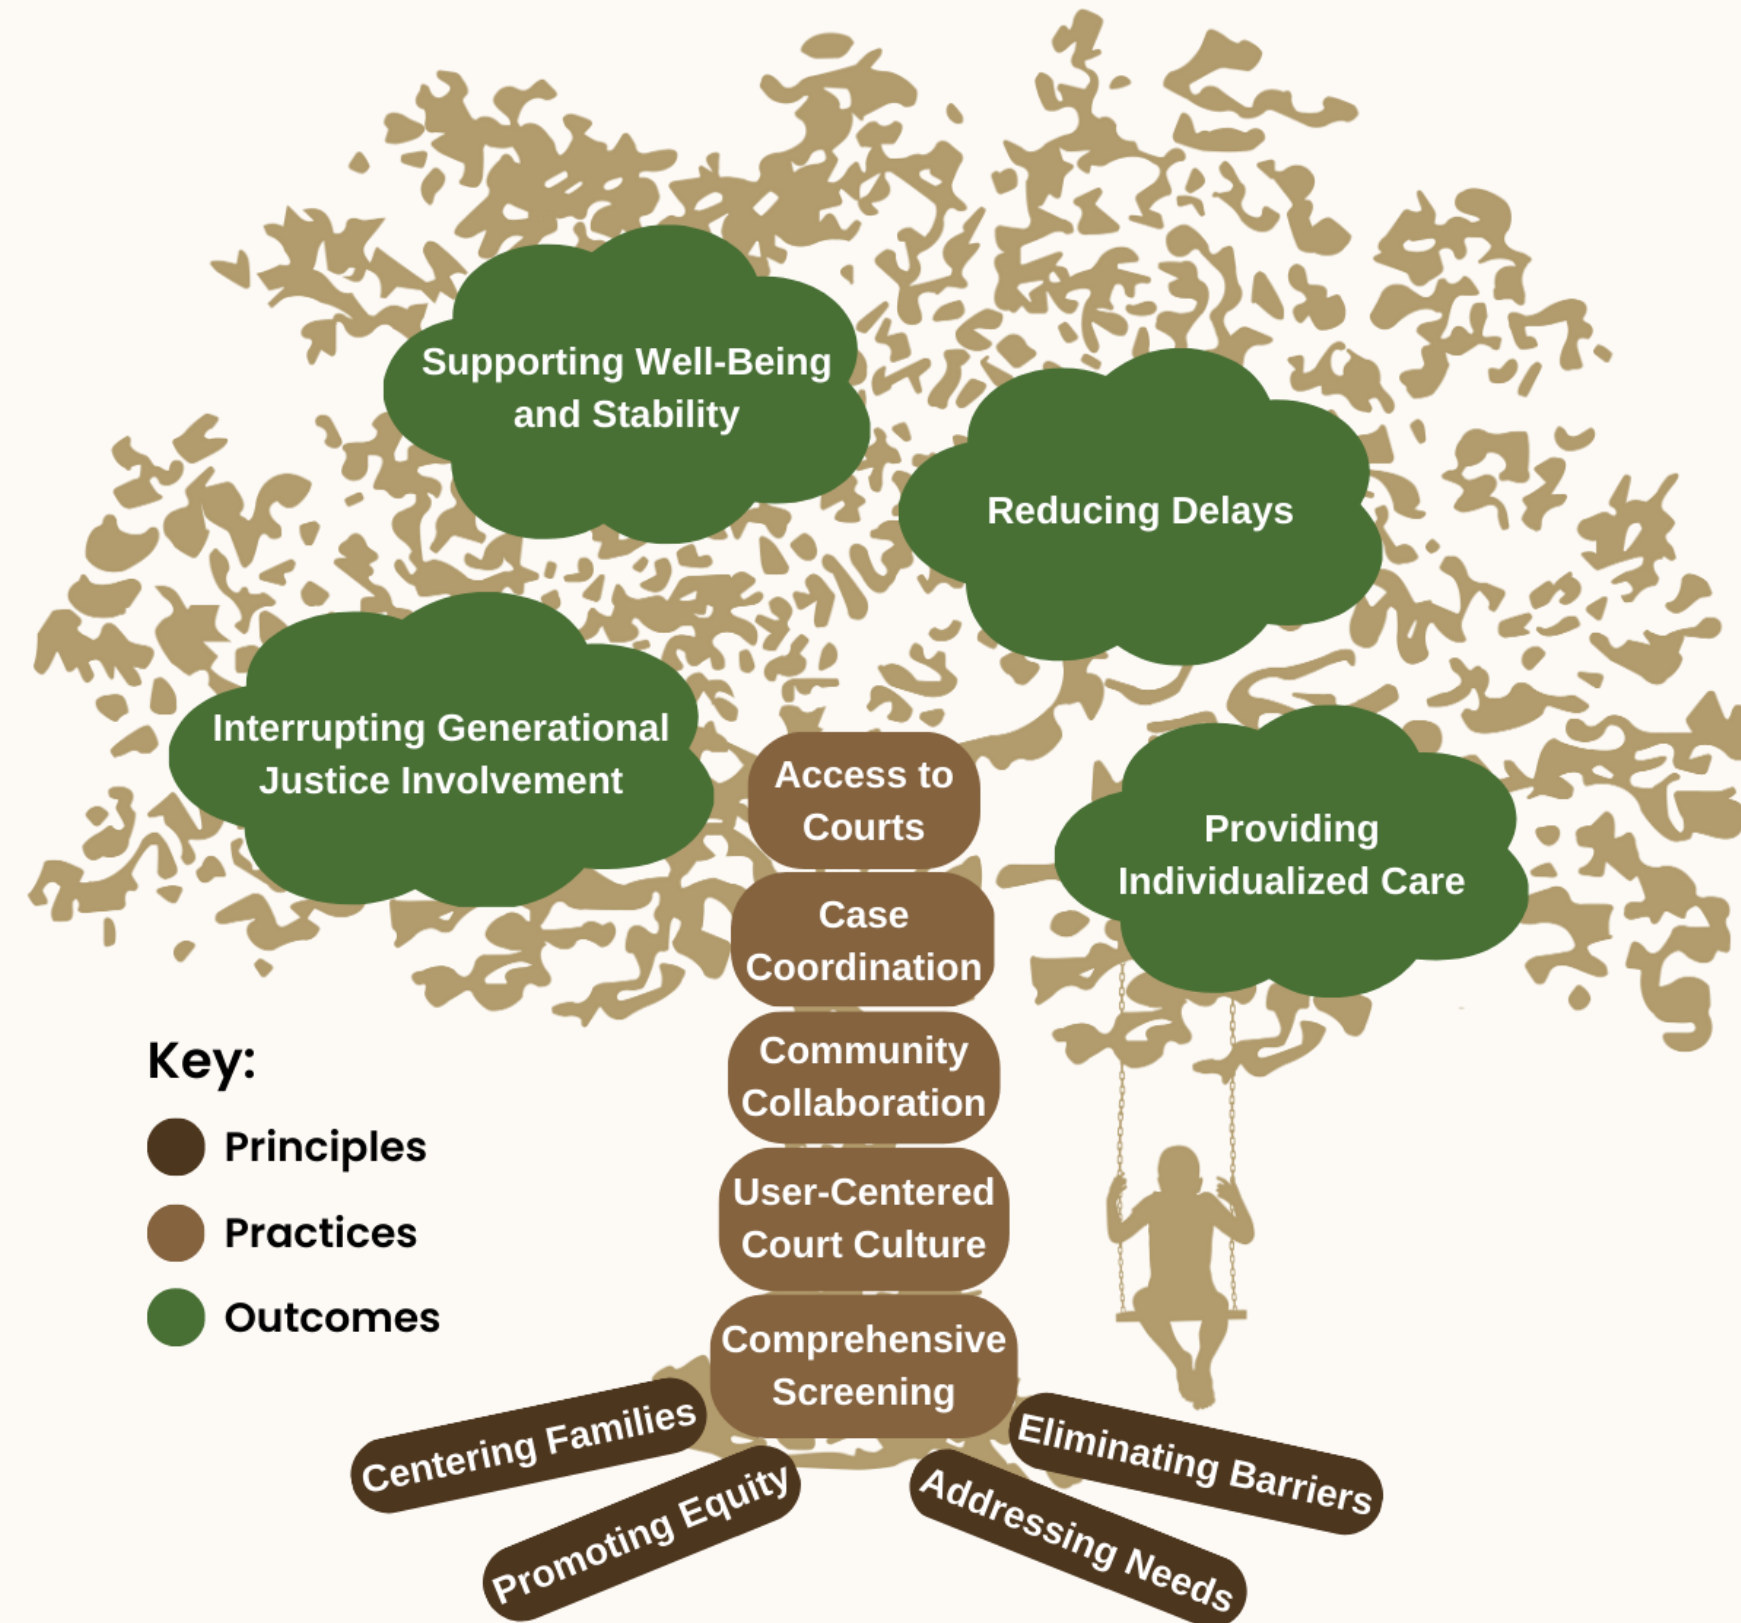 Supporting Well-Being
and Stability
Reducing Delays
Interrupting Generational
Justice Involvement
Providing
Individualized Care
Access to
Courts
Case
Coordination
Community
Collaboration
User-Centered
Court Culture
Comprehensive
Screening
Key:
Principles
Practices
Outcomes
Centering Families
Promoting Equity
Addressing Needs
Eliminating Barriers